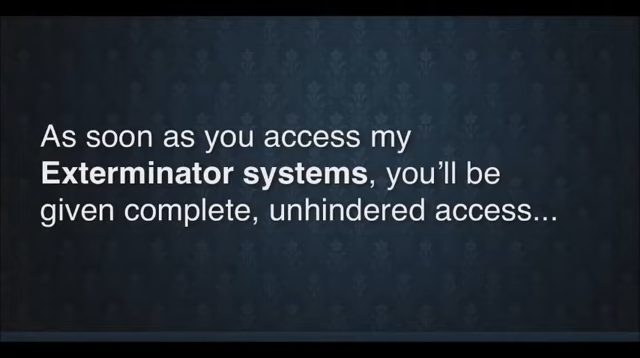 As soon as you access my
Exterminator systems, you’ll be
given complete, unhindered access...